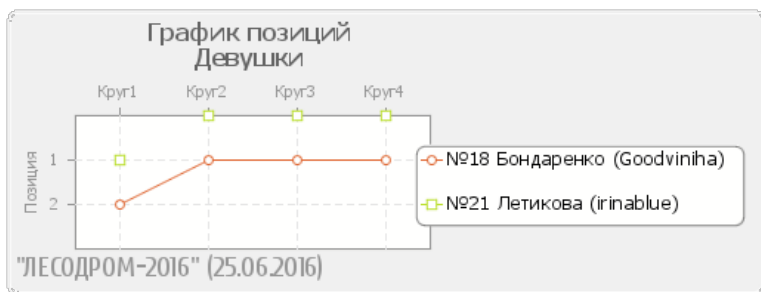 График позиций
Девушки
Круг1 Круг2 Круг3 Круг4
Позиция
1
2
№18 Бондаренко (Goodviniha)
№21 Летикова (irinablue)
"ЛЕСОДРОМ-2016" (25.06.2016)